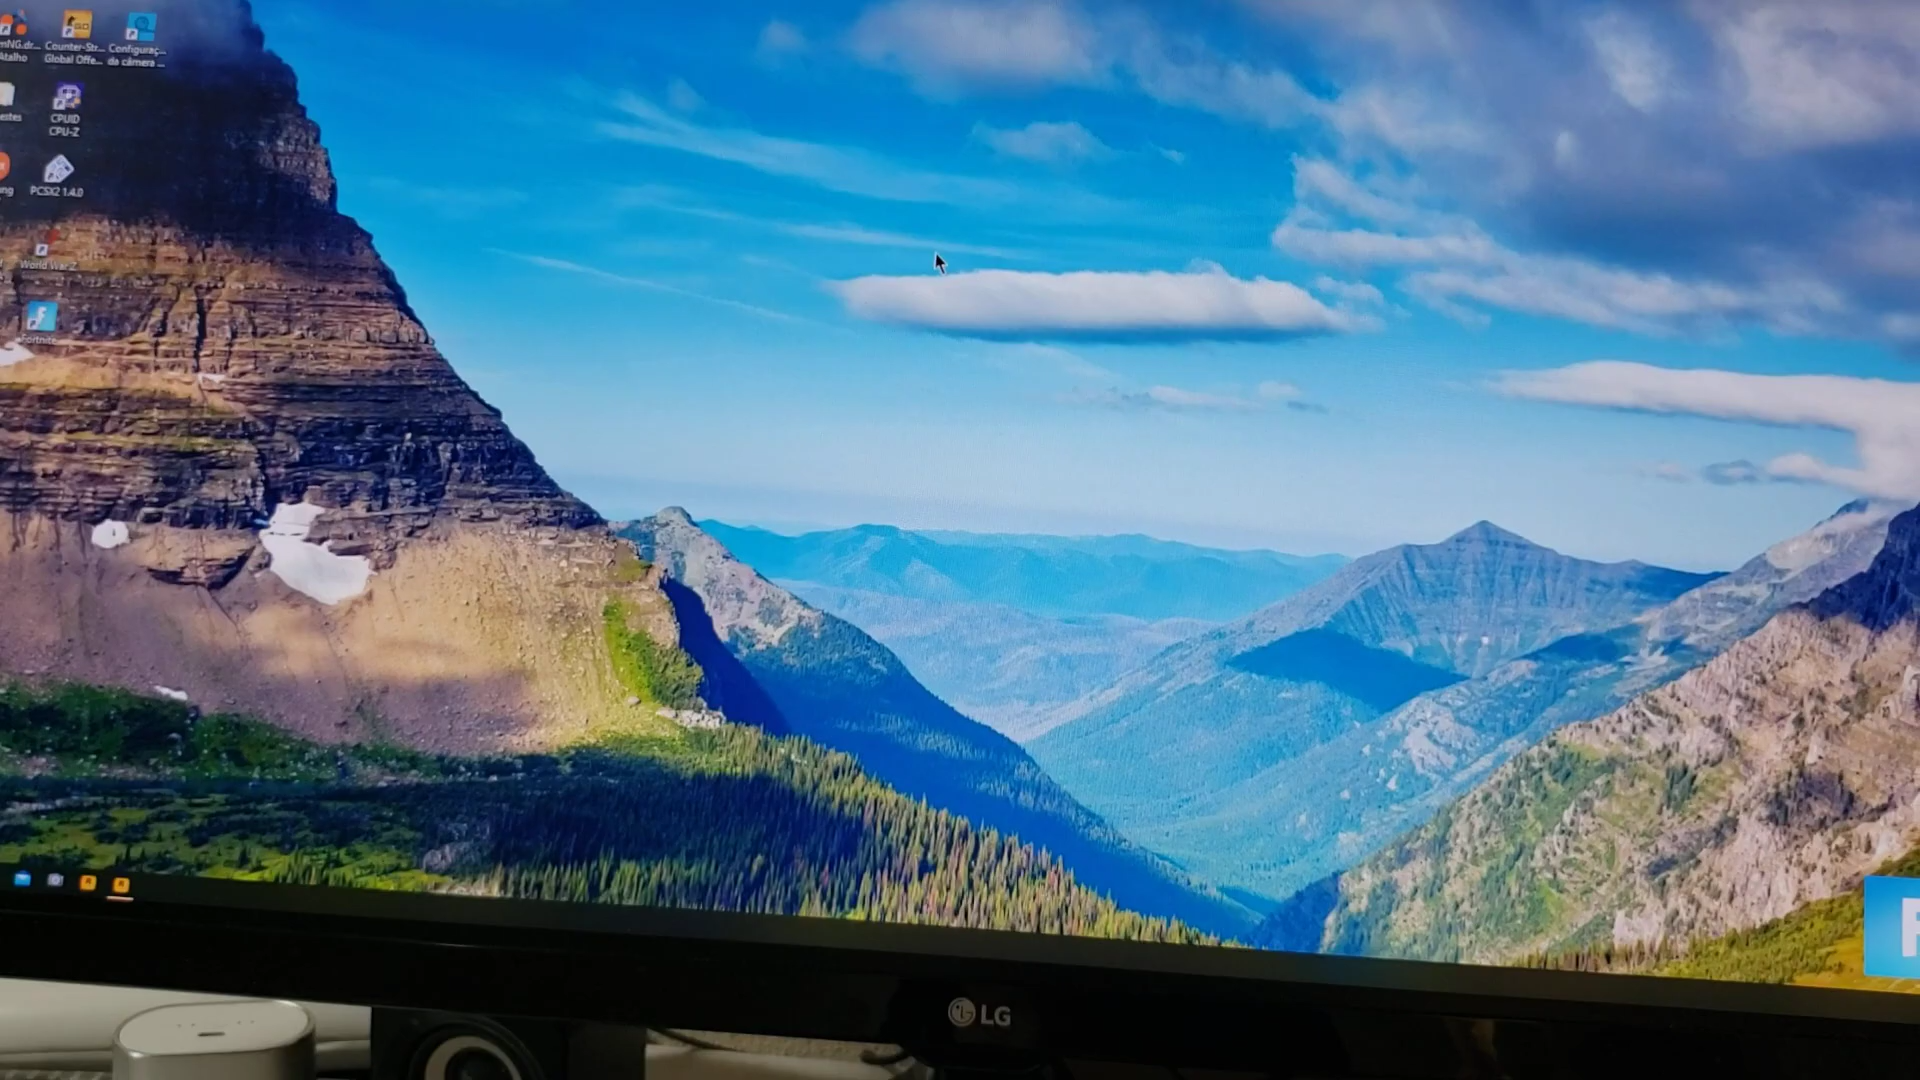 Counter-Str...
Global Offe...
Configuraç...
da câmera ...
Atalho
CPUID
CPU-Z
PCSX2 1.4.0
World War Z
Fortnite
LG